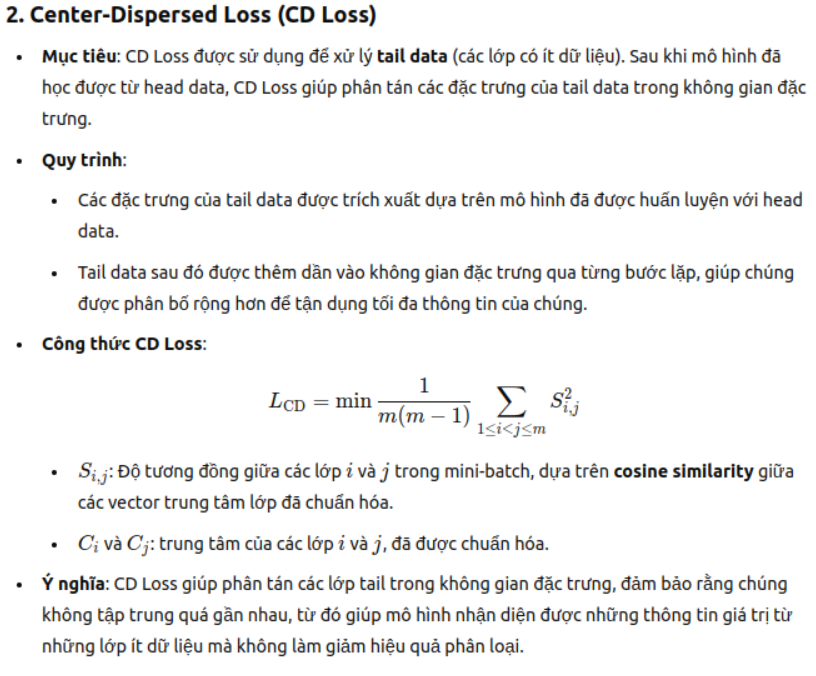 2. Center-Dispersed Loss (CD Loss)
• Mục tiêu: CD Loss được sử dụng để xử lý tail data (các lớp có ít dữ liệu). Sau khi mô hình đã
học được từ head data, CD Loss giúp phân tán các đặc trưng của tail data trong không gian đặc
trưng.
• Quy trình:
• Các đặc trưng của tail data được trích xuất dựa trên mô hình đã được huấn luyện với head
data.
• Tail data sau đó được thêm dần vào không gian đặc trưng qua từng bước lặp, giúp chúng
được phân bố rộng hơn để tận dụng tối đa thông tin của chúng.
• Công thức CD Loss:
L_{CD} = min \frac{1}{m(m − 1)} \sum_{1≤i<j≤m} S_{i,j}^2
• S_{i,j}: Độ tương đồng giữa các lớp i và j trong mini-batch, dựa trên cosine similarity giữa
các vector trung tâm lớp đã chuẩn hóa.
• C_i và C_j: trung tâm của các lớp i và j, đã được chuẩn hóa.
• Ý nghĩa: CD Loss giúp phân tán các lớp tail trong không gian đặc trưng, đảm bảo rằng chúng
không tập trung quá gần nhau, từ đó giúp mô hình nhận diện được những thông tin giá trị từ
những lớp ít dữ liệu mà không làm giảm hiệu quả phân loại.